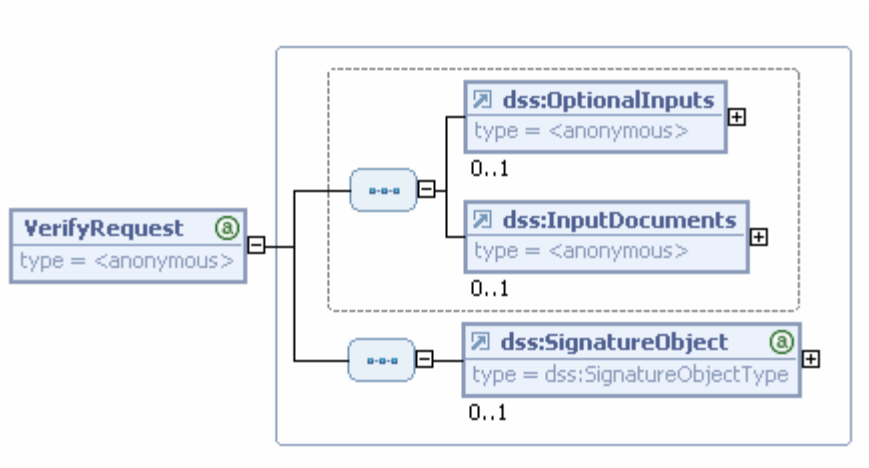 dss:OptionalInputs
type = <anonymous>
0..1
VerifyRequest a
type = <anonymous>
dss:InputDocuments
type = <anonymous>
0..1
dss:SignatureObject a
type = dss:SignatureObjectType
0..1